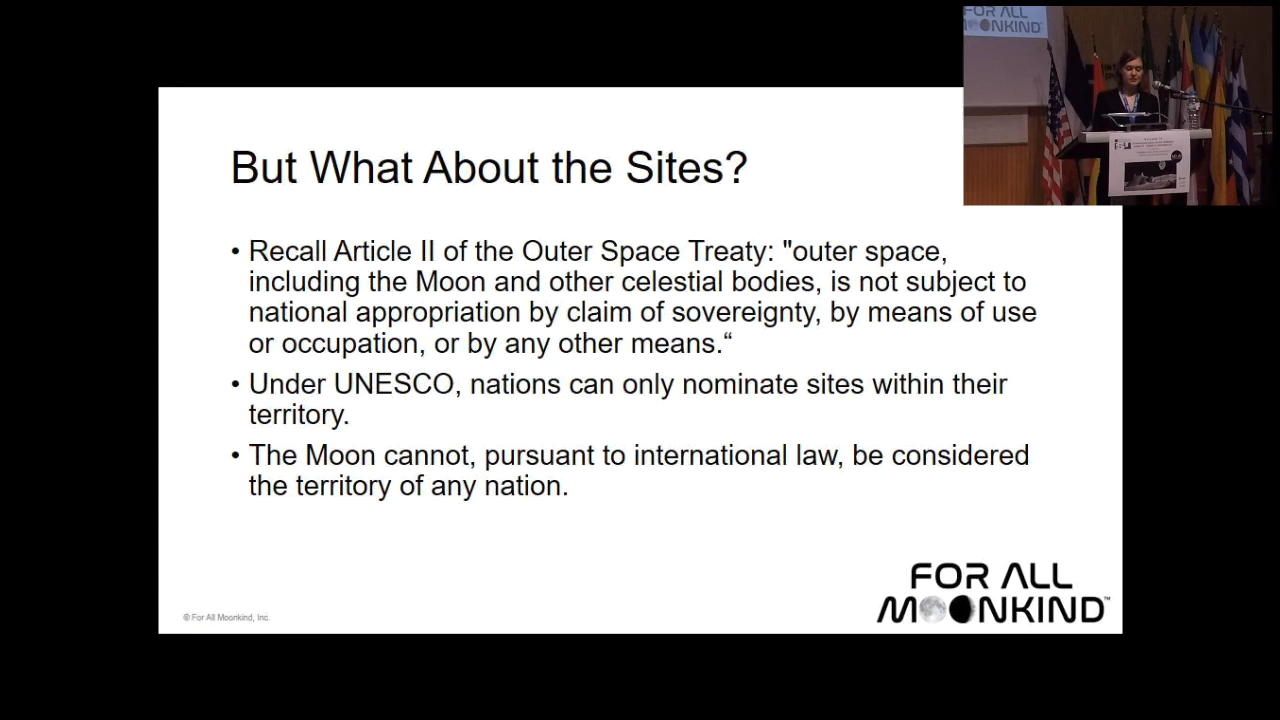 But What About the Sites?
• Recall Article II of the Outer Space Treaty: "outer space,
including the Moon and other celestial bodies, is not subject to
national appropriation by claim of sovereignty, by means of use
or occupation, or by any other means.“
• Under UNESCO, nations can only nominate sites within their
territory.
• The Moon cannot, pursuant to international law, be considered
the territory of any nation.
© For All Moonkind, Inc.
FOR ALL
MOONKIND™
FOR ALL
MOONKIND